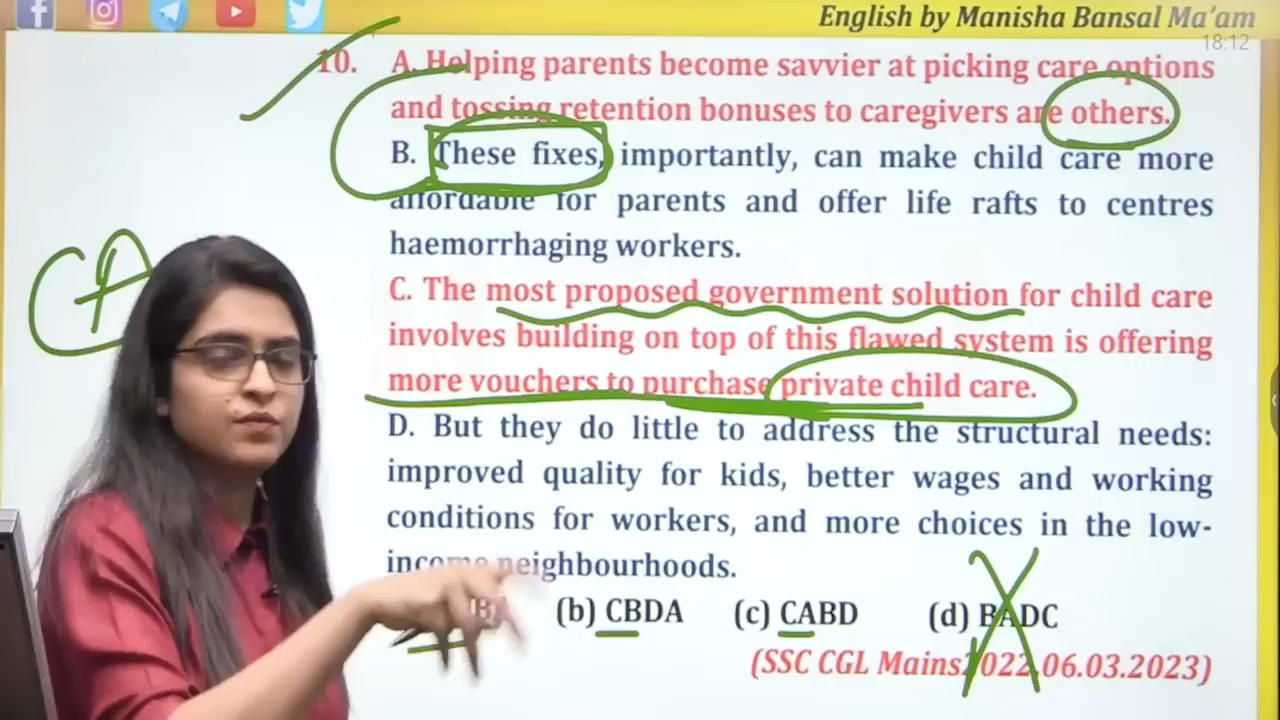 English by Manisha Bansal Ma'am
18:12
10. A. Helping parents become savvier at picking care options
and tossing retention bonuses to caregivers are others.
B. These fixes, importantly, can make child care more
affordable for parents and offer life rafts to centres
haemorrhaging workers.
C. The most proposed government solution for child care
involves building on top of this flawed system is offering
more vouchers to purchase private child care.
D. But they do little to address the structural needs:
improved quality for kids, better wages and working
conditions for workers, and more choices in the low-
income neighbourhoods.
(b) CBDA (c) CABD (d) BADC
(SSC CGL Mains 2022, 06.03.2023)
CA